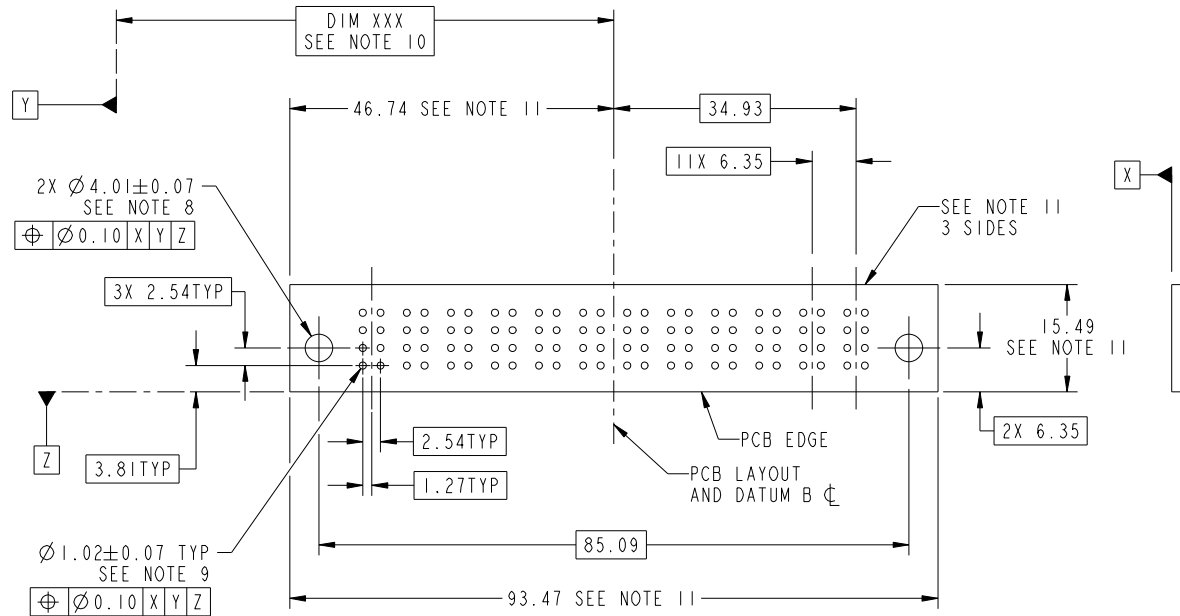 DIM XXX
SEE NOTE 10
Y
46.74 SEE NOTE 11
34.93
11X 6.35
X
2X Ø4.01±0.07
SEE NOTE 8
⌖ Ø0.10 X Y Z
SEE NOTE 11
3 SIDES
3X 2.54TYP
15.49
SEE NOTE 11
2.54TYP
PCB EDGE
2X 6.35
Z
3.81TYP
1.27TYP
PCB LAYOUT
AND DATUM B ℄
Ø1.02±0.07 TYP
SEE NOTE 9
⌖ Ø0.10 X Y Z
85.09
93.47 SEE NOTE 11